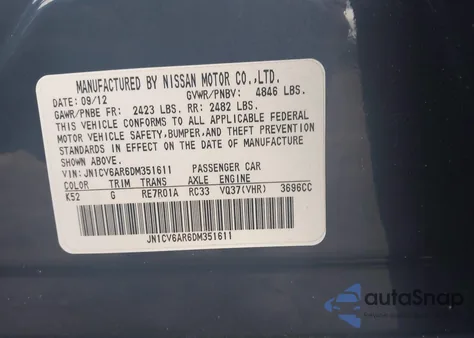 MANUFACTURED BY NISSAN MOTOR CO.,LTD.
DATE: 09/12 GVWR/PNBV: 4846 LBS.
GAWR/PNBE FR: 2423 LBS. RR: 2482 LBS.
THIS VEHICLE CONFORMS TO ALL APPLICABLE FEDERAL
MOTOR VEHICLE SAFETY, BUMPER, AND THEFT PREVENTION
STANDARDS IN EFFECT ON THE DATE OF MANUFACTURE
SHOWN ABOVE.
VIN: JN1CV6AR6DM351611 PASSENGER CAR
COLOR TRIM TRANS AXLE ENGINE
K52 G RE7R01A RC33 VQ37(VHR) 3696CC
JN1CV6AR6DM351611
autoSnap